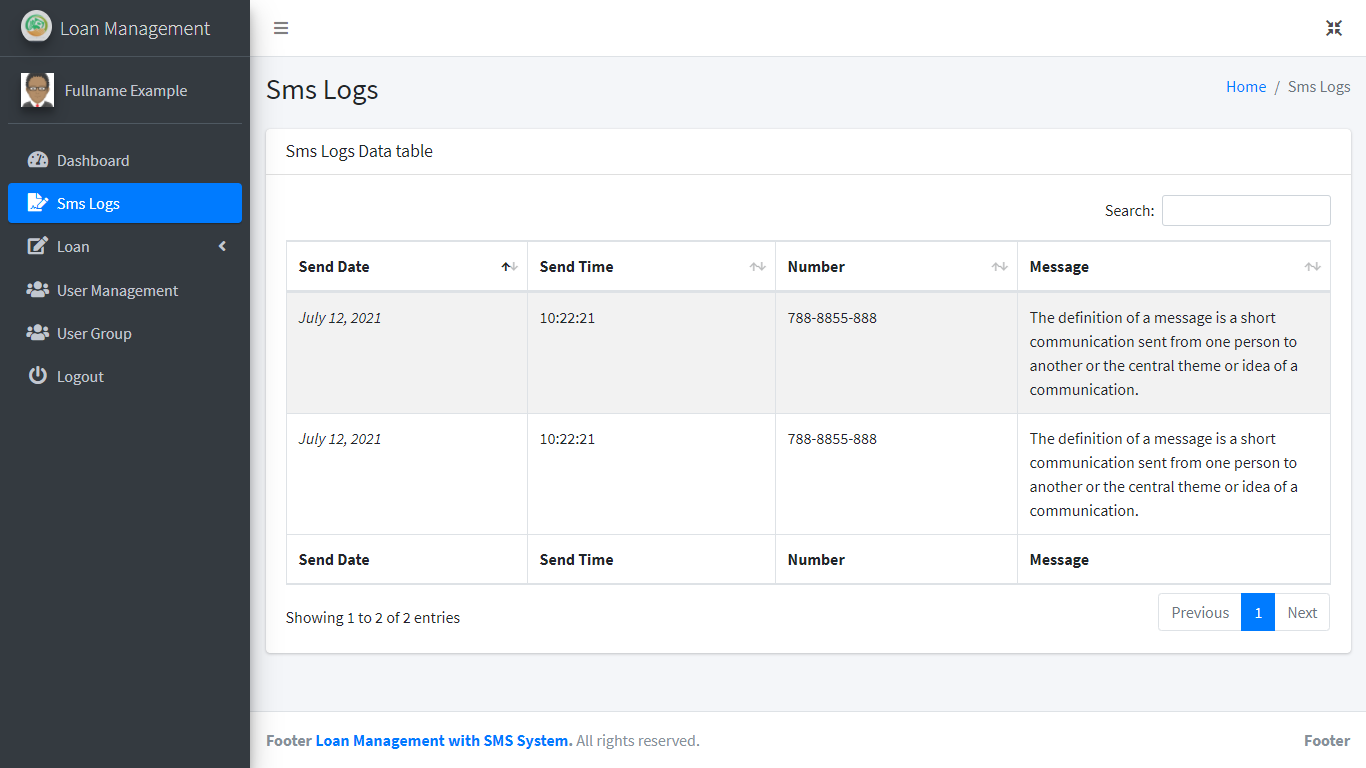 Loan Management
Fullname Example
Dashboard
Sms Logs
Loan
User Management
User Group
Logout
Sms Logs
Home / Sms Logs
Sms Logs Data table
Search:
Send Date Send Time Number Message
July 12, 2021 10:22:21 788-8855-888 The definition of a message is a short
communication sent from one person to
another or the central theme or idea of a
communication.
July 12, 2021 10:22:21 788-8855-888 The definition of a message is a short
communication sent from one person to
another or the central theme or idea of a
communication.
Send Date Send Time Number Message
Showing 1 to 2 of 2 entries
Previous 1 Next
Footer Loan Management with SMS System. All rights reserved.
Footer